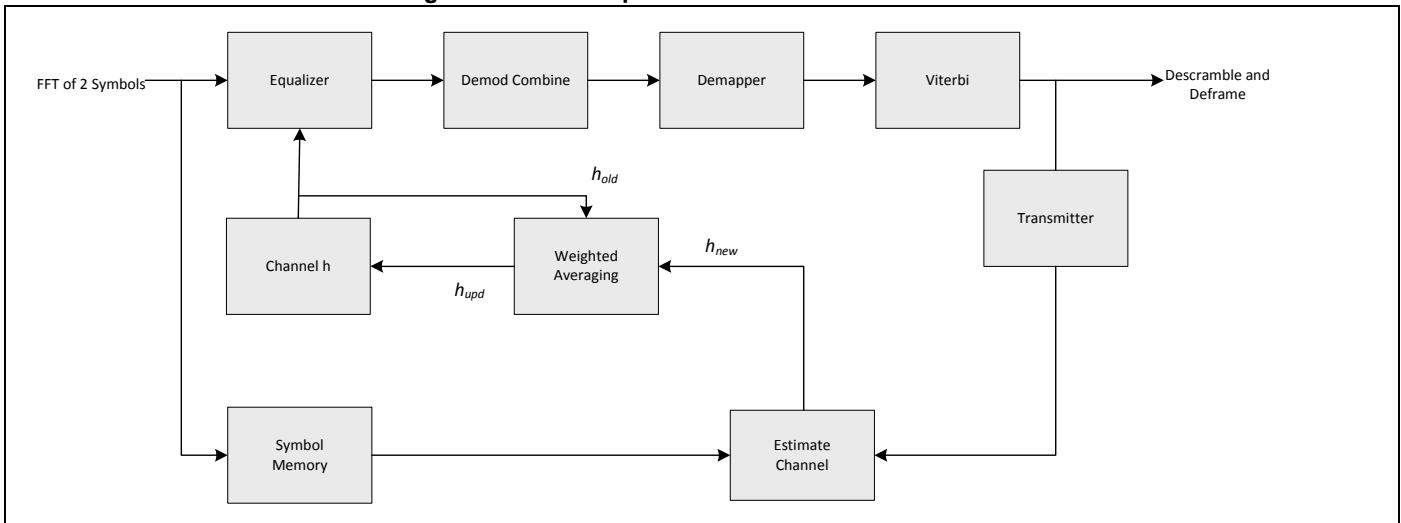 FFT of 2 Symbols
Equalizer
Demod Combine
Demapper
Viterbi
Descramble and
Deframe
Transmitter
h_old
Channel h
Weighted
Averaging
h_new
h_upd
Symbol
Memory
Estimate
Channel